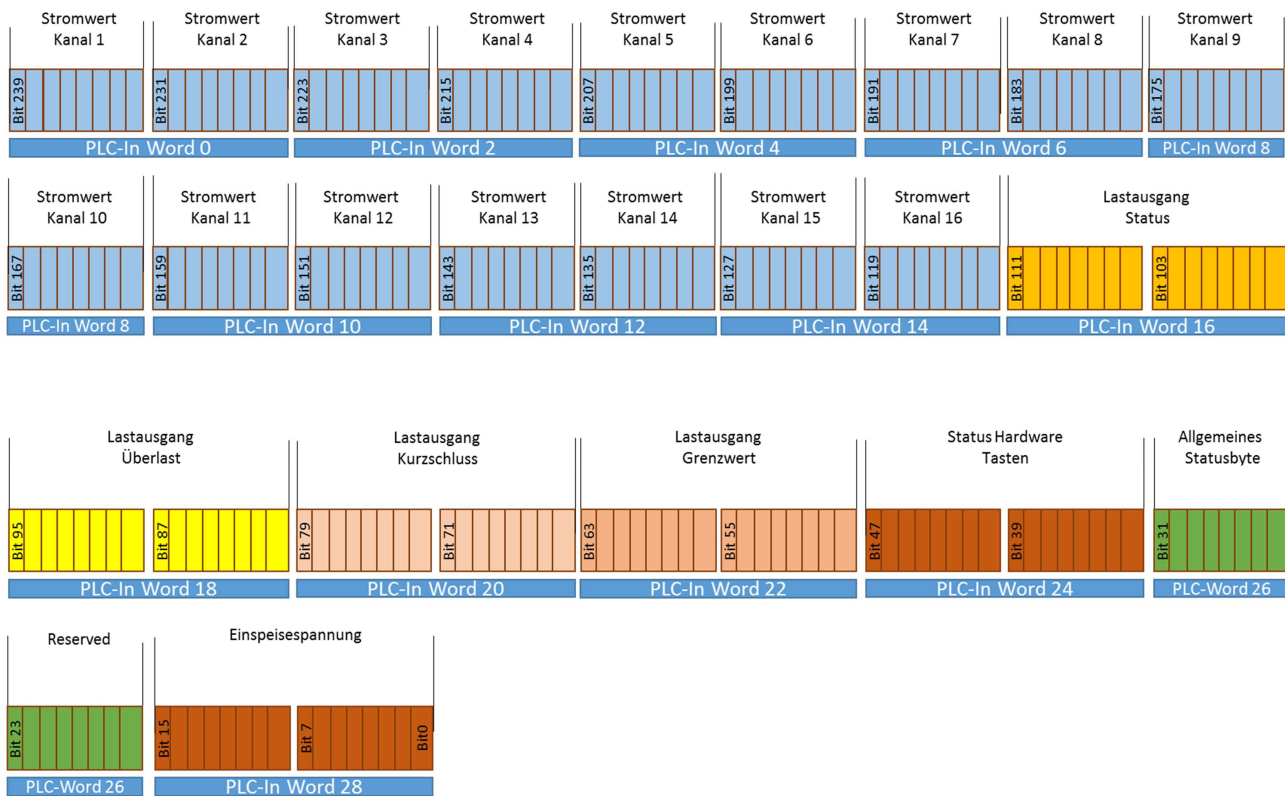 Stromwert Kanal 1
Stromwert Kanal 2
Stromwert Kanal 3
Stromwert Kanal 4
Stromwert Kanal 5
Stromwert Kanal 6
Stromwert Kanal 7
Stromwert Kanal 8
Stromwert Kanal 9
Bit 239
Bit 231
Bit 223
Bit 215
Bit 207
Bit 199
Bit 191
Bit 183
Bit 175
PLC-In Word 0
PLC-In Word 2
PLC-In Word 4
PLC-In Word 6
PLC-In Word 8
Stromwert Kanal 10
Stromwert Kanal 11
Stromwert Kanal 12
Stromwert Kanal 13
Stromwert Kanal 14
Stromwert Kanal 15
Stromwert Kanal 16
Lastausgang Status
Bit 167
Bit 159
Bit 151
Bit 143
Bit 135
Bit 127
Bit 119
Bit 111
Bit 103
PLC-In Word 8
PLC-In Word 10
PLC-In Word 12
PLC-In Word 14
PLC-In Word 16
Lastausgang Überlast
Lastausgang Kurzschluss
Lastausgang Grenzwert
Status Hardware Tasten
Allgemeines Statusbyte
Bit 95
Bit 87
Bit 79
Bit 71
Bit 63
Bit 55
Bit 47
Bit 39
Bit 31
PLC-In Word 18
PLC-In Word 20
PLC-In Word 22
PLC-In Word 24
PLC-Word 26
Reserved
Einspeisespannung
Bit 23
Bit 15
Bit 7
Bit0
PLC-Word 26
PLC-In Word 28